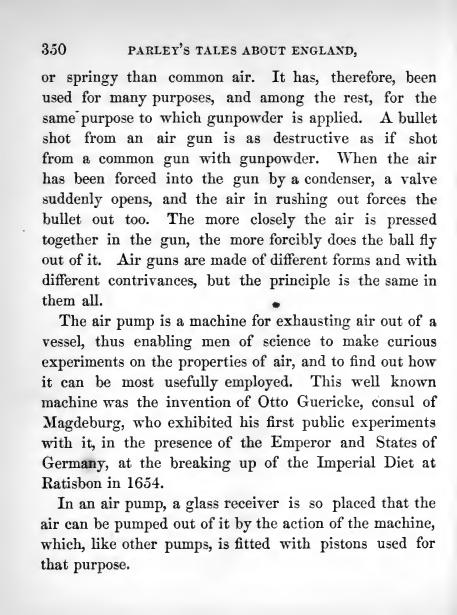 350 PARLEY'S TALES ABOUT ENGLAND,
or springy than common air. It has, therefore, been
used for many purposes, and among the rest, for the
same purpose to which gunpowder is applied. A bullet
shot from an air gun is as destructive as if shot
from a common gun with gunpowder. When the air
has been forced into the gun by a condenser, a valve
suddenly opens, and the air in rushing out forces the
bullet out too. The more closely the air is pressed
together in the gun, the more forcibly does the ball fly
out of it. Air guns are made of different forms and with
different contrivances, but the principle is the same in
them all.
The air pump is a machine for exhausting air out of a
vessel, thus enabling men of science to make curious
experiments on the properties of air, and to find out how
it can be most usefully employed. This well known
machine was the invention of Otto Guericke, consul of
Magdeburg, who exhibited his first public experiments
with it, in the presence of the Emperor and States of
Germany, at the breaking up of the Imperial Diet at
Ratisbon in 1654.
In an air pump, a glass receiver is so placed that the
air can be pumped out of it by the action of the machine,
which, like other pumps, is fitted with pistons used for
that purpose.